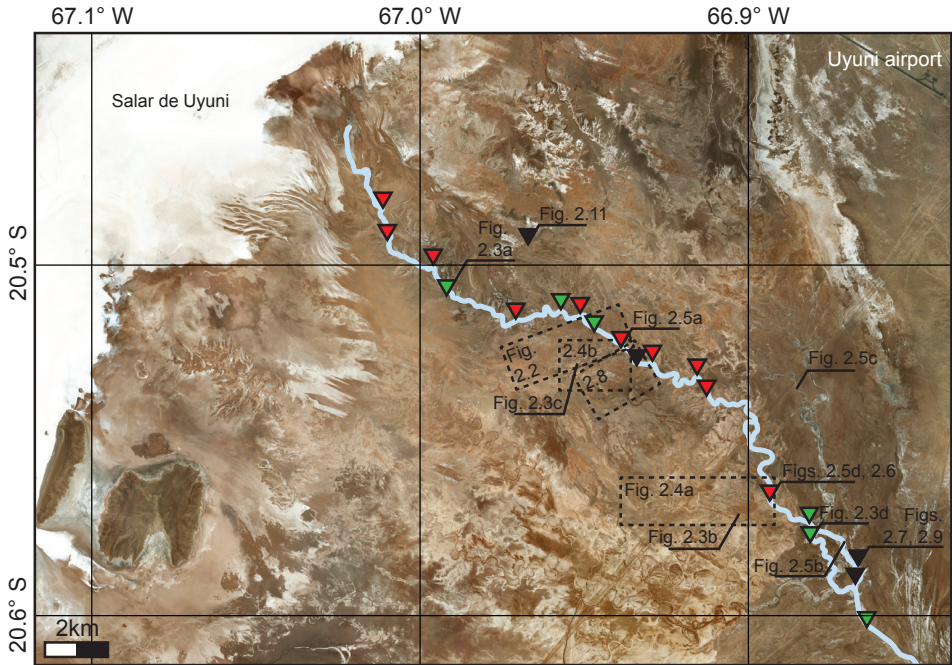 67.1° W
67.0° W
66.9° W
Uyuni airport
Salar de Uyuni
Fig. 2.11
Fig.
2.3a
20.5° S
Fig. 2.5a
Fig.
2.2
2.4b
2.8
Fig. 2.5c
Fig. 2.3c
Figs. 2.5d, 2.6
Fig. 2.4a
Fig. 2.3d
Figs.
2.7, 2.9
Fig. 2.3b
Fig. 2.5b
20.6° S
2km